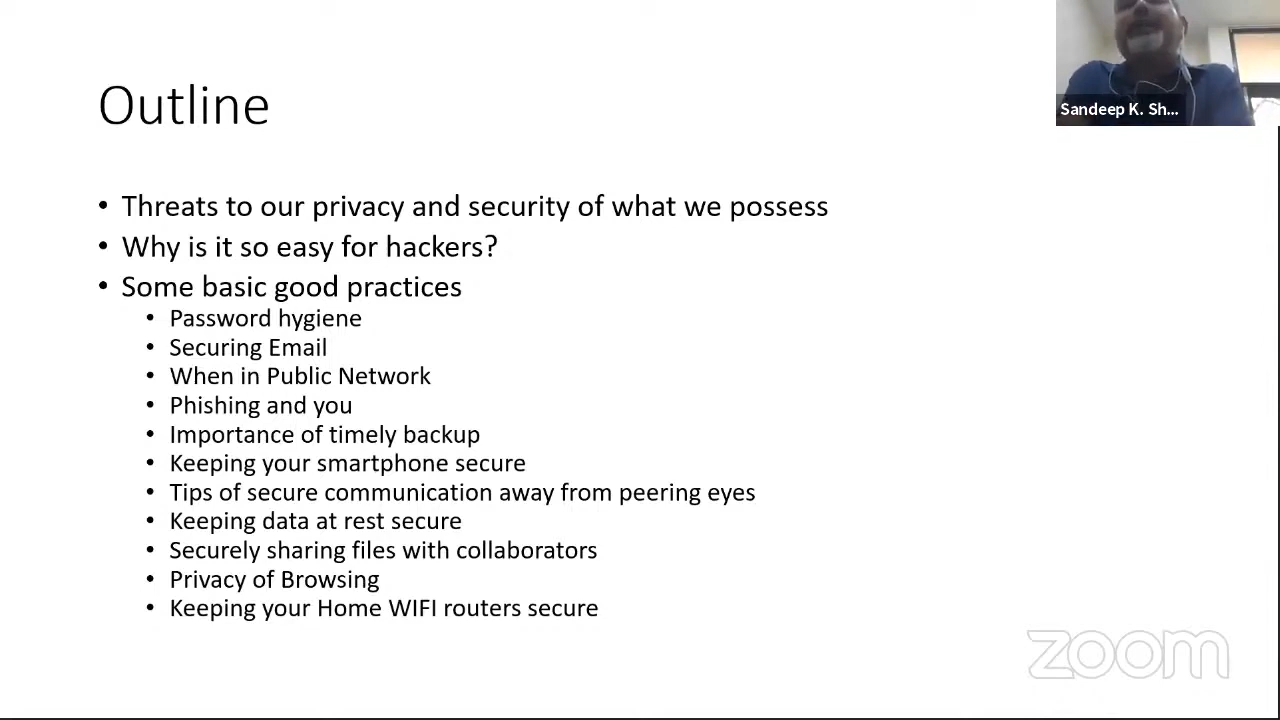 Outline
Sandeep K. Sh...
• Threats to our privacy and security of what we possess
• Why is it so easy for hackers?
• Some basic good practices
• Password hygiene
• Securing Email
• When in Public Network
• Phishing and you
• Importance of timely backup
• Keeping your smartphone secure
• Tips of secure communication away from peering eyes
• Keeping data at rest secure
• Securely sharing files with collaborators
• Privacy of Browsing
• Keeping your Home WIFI routers secure
zoom